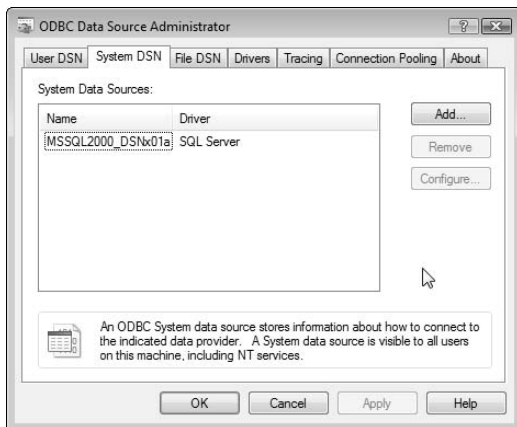 ODBC Data Source Administrator
User DSN System DSN File DSN Drivers Tracing Connection Pooling About
System Data Sources:
Name Driver
MSSQL2000_DSNx01a SQL Server
Add...
Remove
Configure...
An ODBC System data source stores information about how to connect to
the indicated data provider. A System data source is visible to all users
on this machine, including NT services.
OK Cancel Apply Help